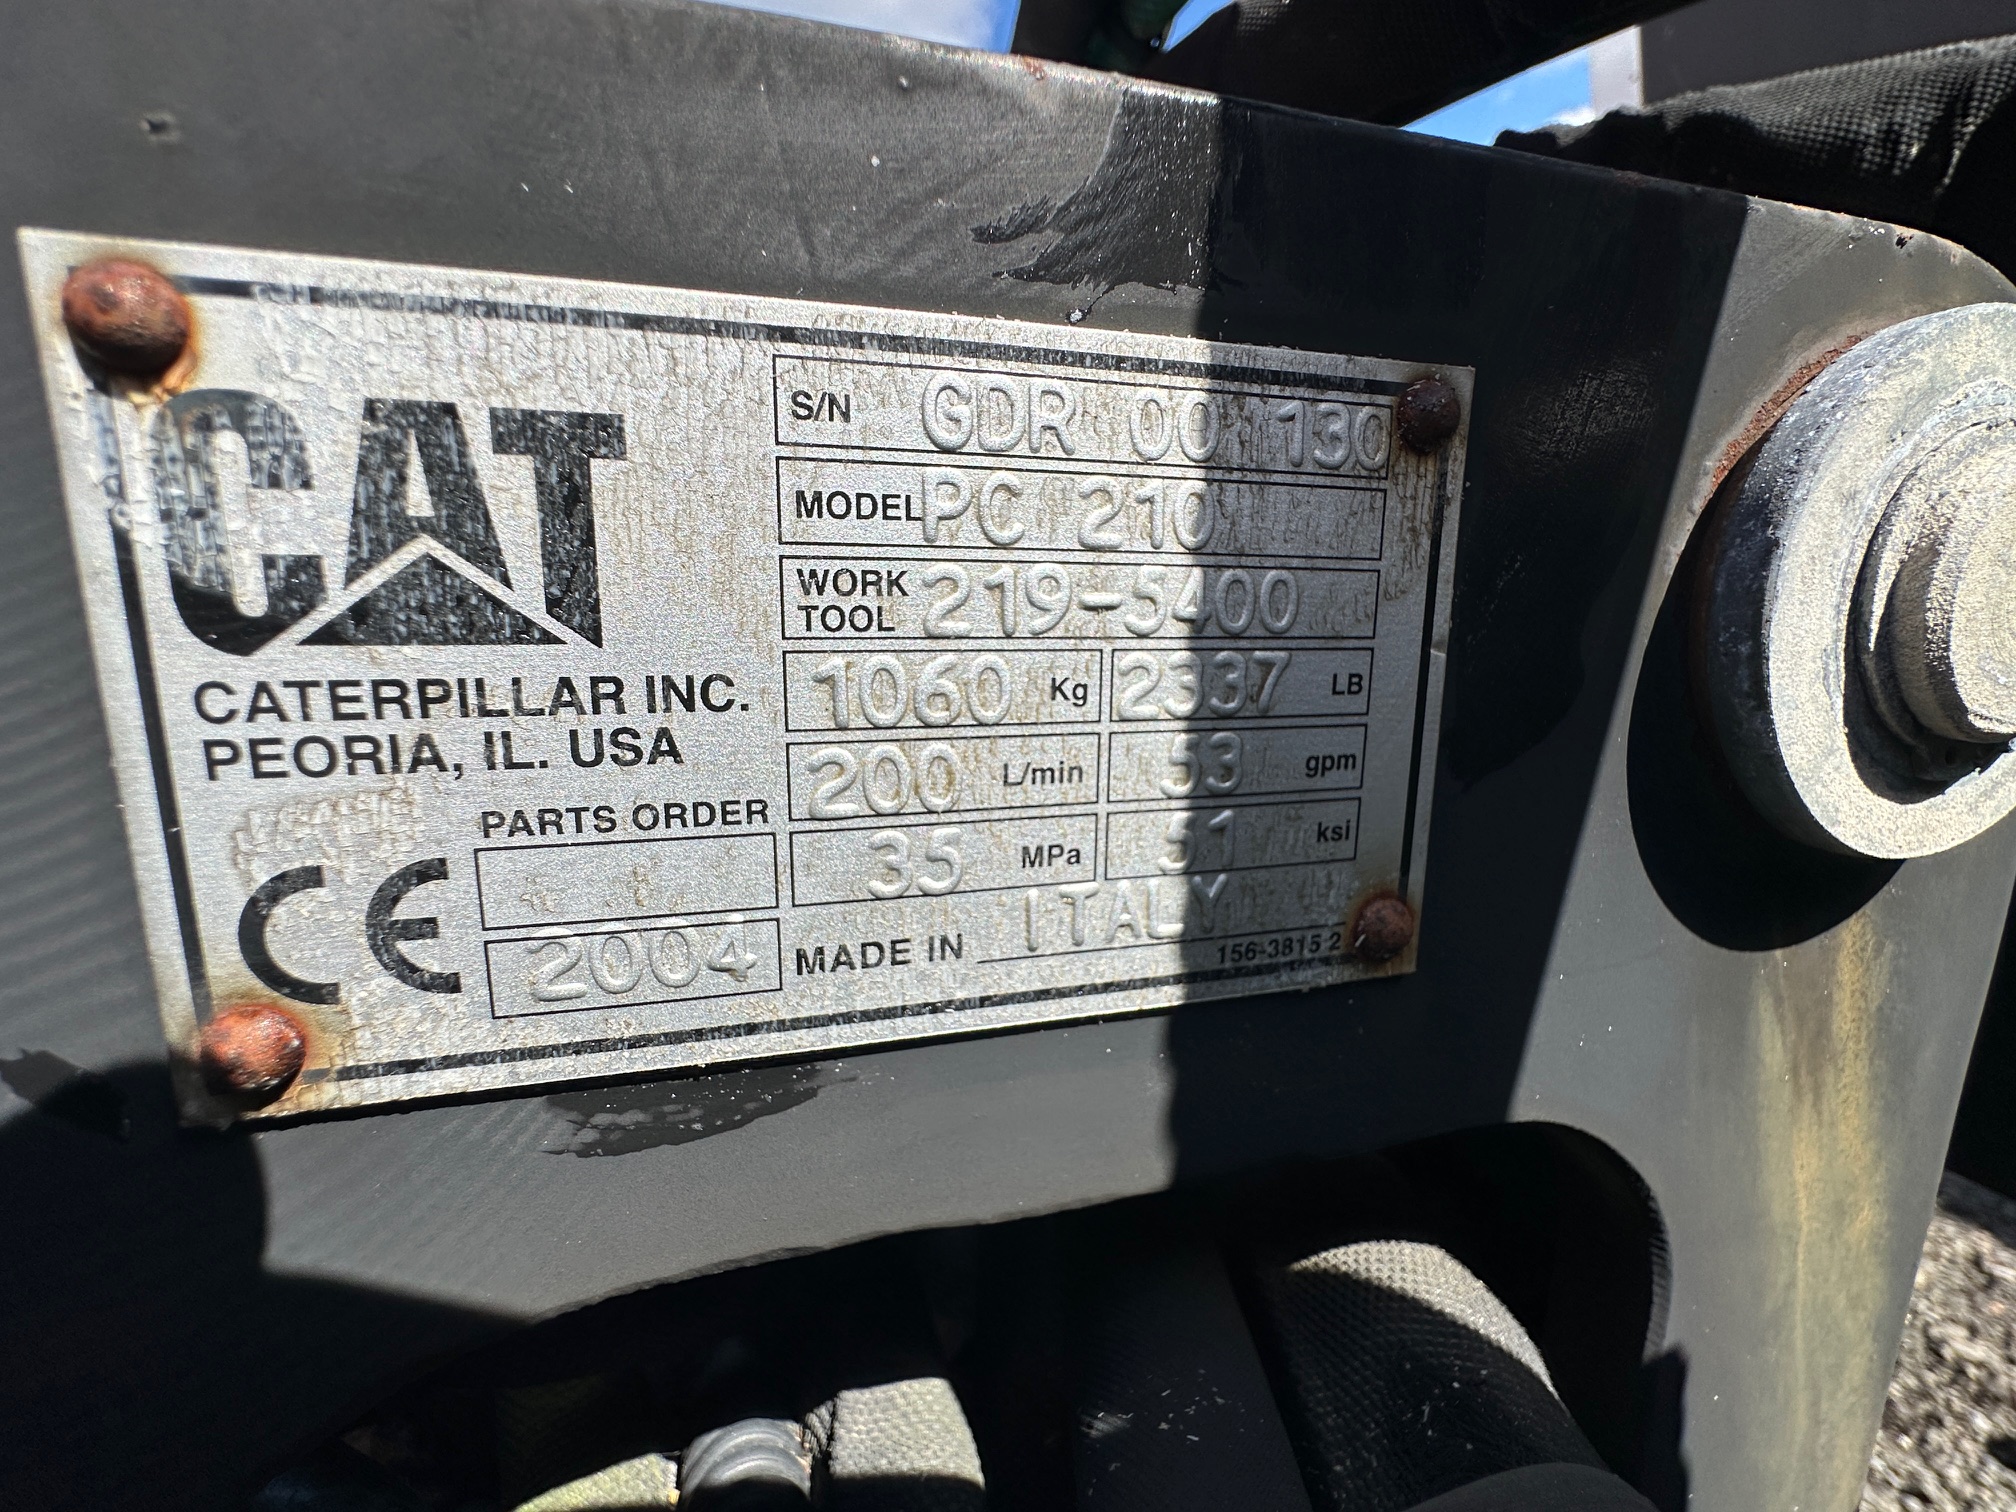 CAT
CATERPILLAR INC.
PEORIA, IL. USA
S/N GDR 00 130
MODEL PC 210
WORK TOOL 219-5400
1060 Kg 2337 LB
200 L/min 53 gpm
35 MPa 51 ksi
PARTS ORDER
CE
2004
MADE IN ITALY
156-3815 2